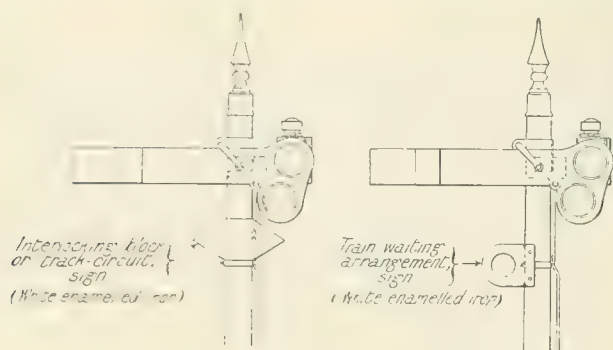 Interlocking block
or track-circuit,
sign
(White enamelled iron)
Train waiting
arrangement,
sign
(White enamelled iron)